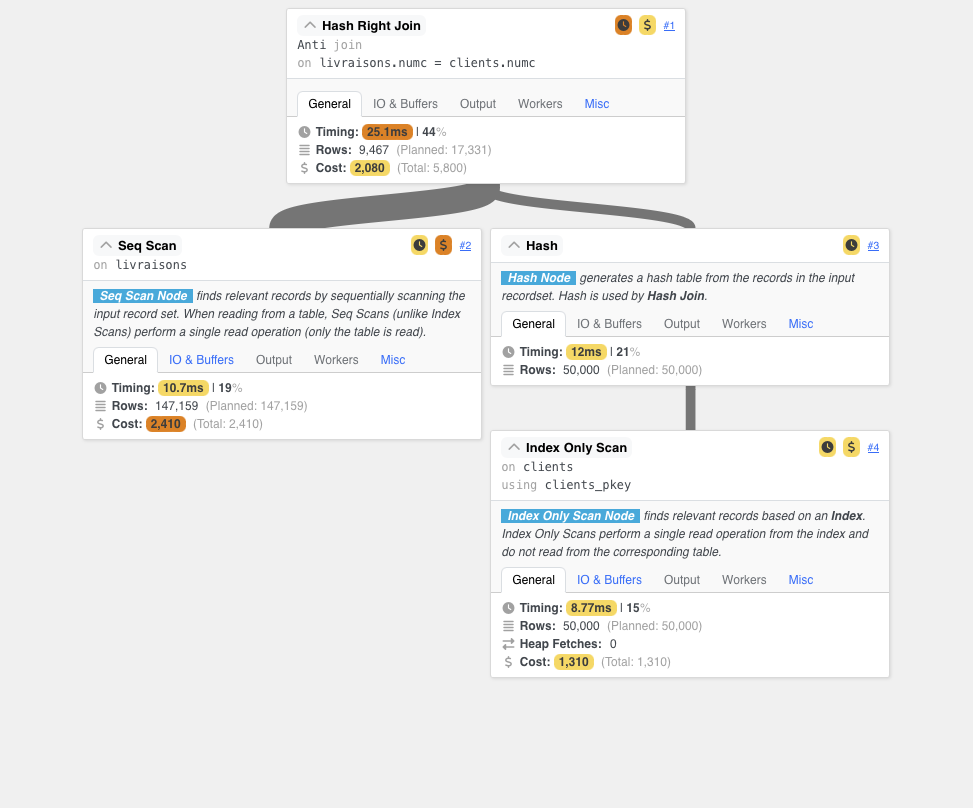 Hash Right Join $ #1
Anti join
on livraisons.numc = clients.numc
General IO & Buffers Output Workers Misc
Timing: 25.1ms | 44%
Rows: 9,467 (Planned: 17,331)
$ Cost: 2,080 (Total: 5,800)
Seq Scan $ #2
on livraisons
Seq Scan Node finds relevant records by sequentially scanning the
input record set. When reading from a table, Seq Scans (unlike Index
Scans) perform a single read operation (only the table is read).
General IO & Buffers Output Workers Misc
Timing: 10.7ms | 19%
Rows: 147,159 (Planned: 147,159)
$ Cost: 2,410 (Total: 2,410)
Hash #3
Hash Node generates a hash table from the records in the input
recordset. Hash is used by Hash Join.
General IO & Buffers Output Workers Misc
Timing: 12ms | 21%
Rows: 50,000 (Planned: 50,000)
Index Only Scan $ #4
on clients
using clients_pkey
Index Only Scan Node finds relevant records based on an Index.
Index Only Scans perform a single read operation from the index and
do not read from the corresponding table.
General IO & Buffers Output Workers Misc
Timing: 8.77ms | 15%
Rows: 50,000 (Planned: 50,000)
Heap Fetches: 0
$ Cost: 1,310 (Total: 1,310)